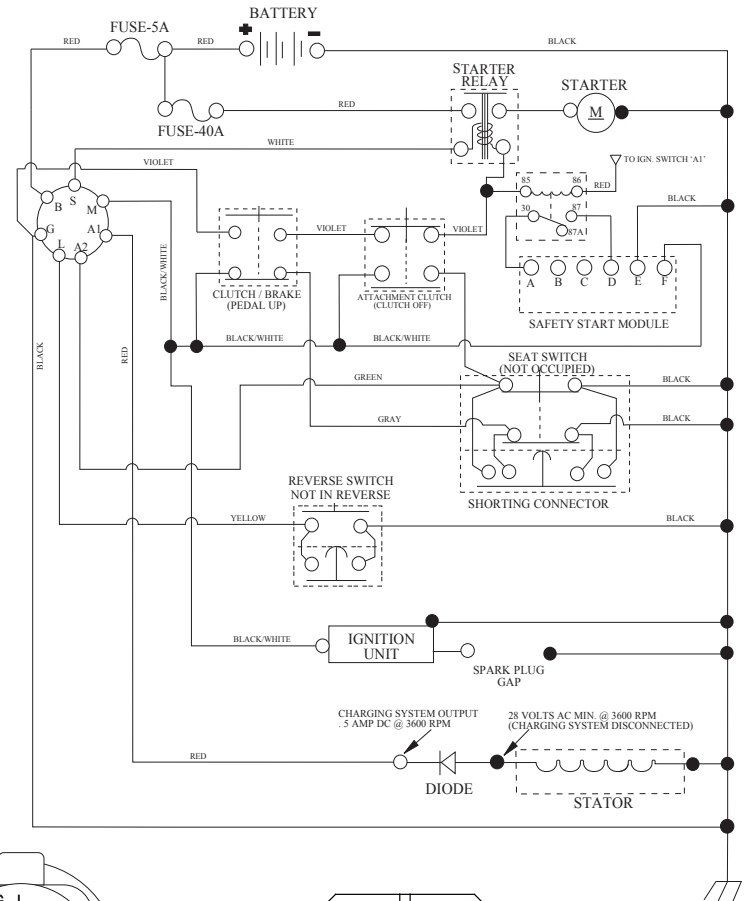 BATTERY
FUSE-5A
RED
RED
BLACK
STARTER
RELAY
STARTER
RED
M
FUSE-40A
WHITE
VIOLET
TO IGN. SWITCH 'A1'
85
86
RED
B
S
M
BLACK
30
87
G
A1
VIOLET
VIOLET
87A
L
A2
BLACK/WHITE
A
B
C
D
E
F
CLUTCH / BRAKE
(PEDAL UP)
ATTACHMENT CLUTCH
(CLUTCH OFF)
SAFETY START MODULE
BLACK/WHITE
BLACK/WHITE
BLACK
RED
SEAT SWITCH
(NOT OCCUPIED)
GREEN
BLACK
GRAY
BLACK
REVERSE SWITCH
NOT IN REVERSE
SHORTING CONNECTOR
YELLOW
BLACK
BLACK/WHITE
IGNITION
UNIT
SPARK PLUG
GAP
CHARGING SYSTEM OUTPUT
. 5 AMP DC @ 3600 RPM
28 VOLTS AC MIN. @ 3600 RPM
(CHARGING SYSTEM DISCONNECTED)
RED
DIODE
STATOR